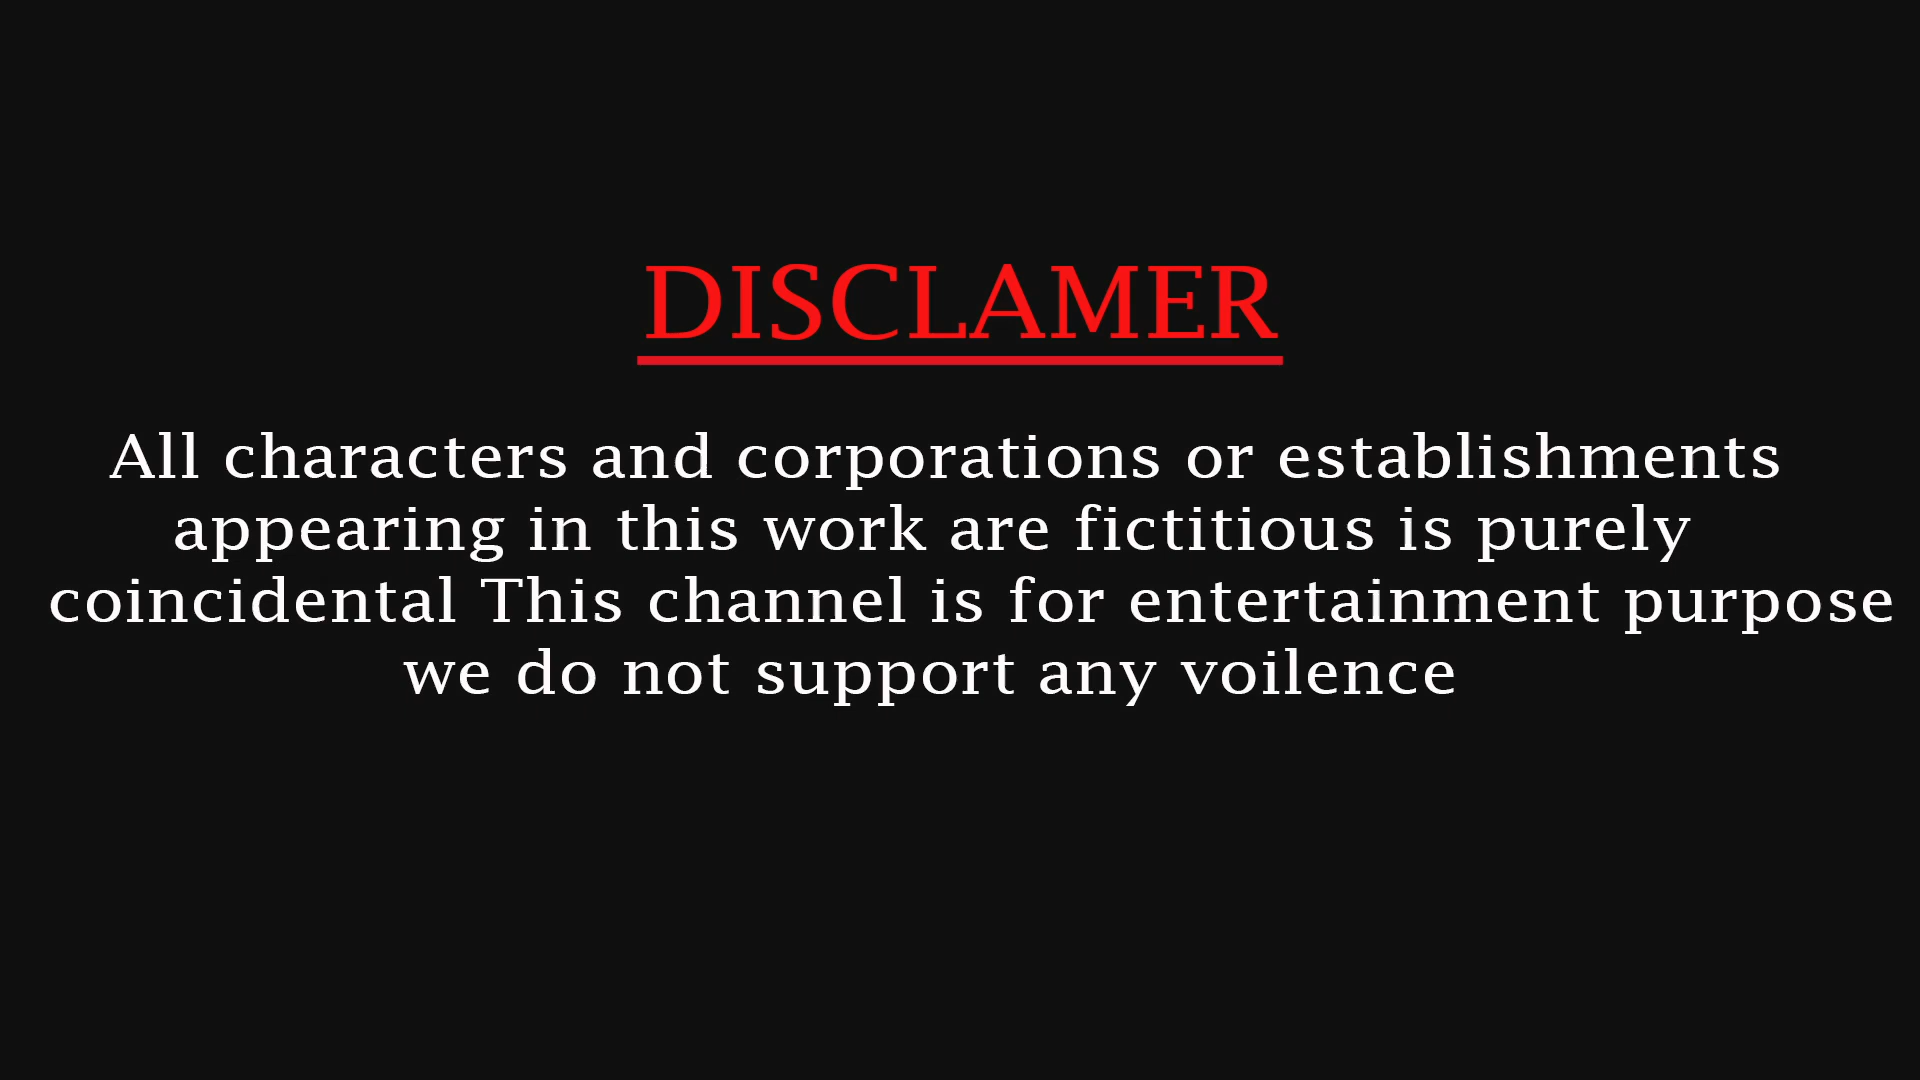 DISCLAMER
All characters and corporations or establishments
appearing in this work are fictitious is purely
coincidental This channel is for entertainment purpose
we do not support any voilence